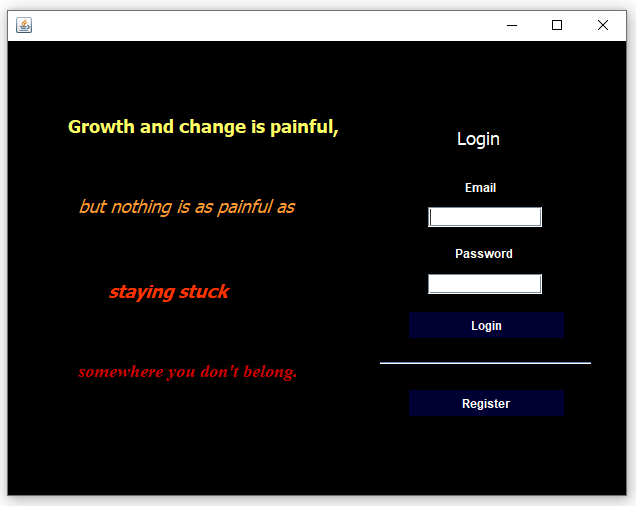 Growth and change is painful,
but nothing is as painful as
staying stuck
somewhere you don't belong.
Login
Email
Password
Login
Register